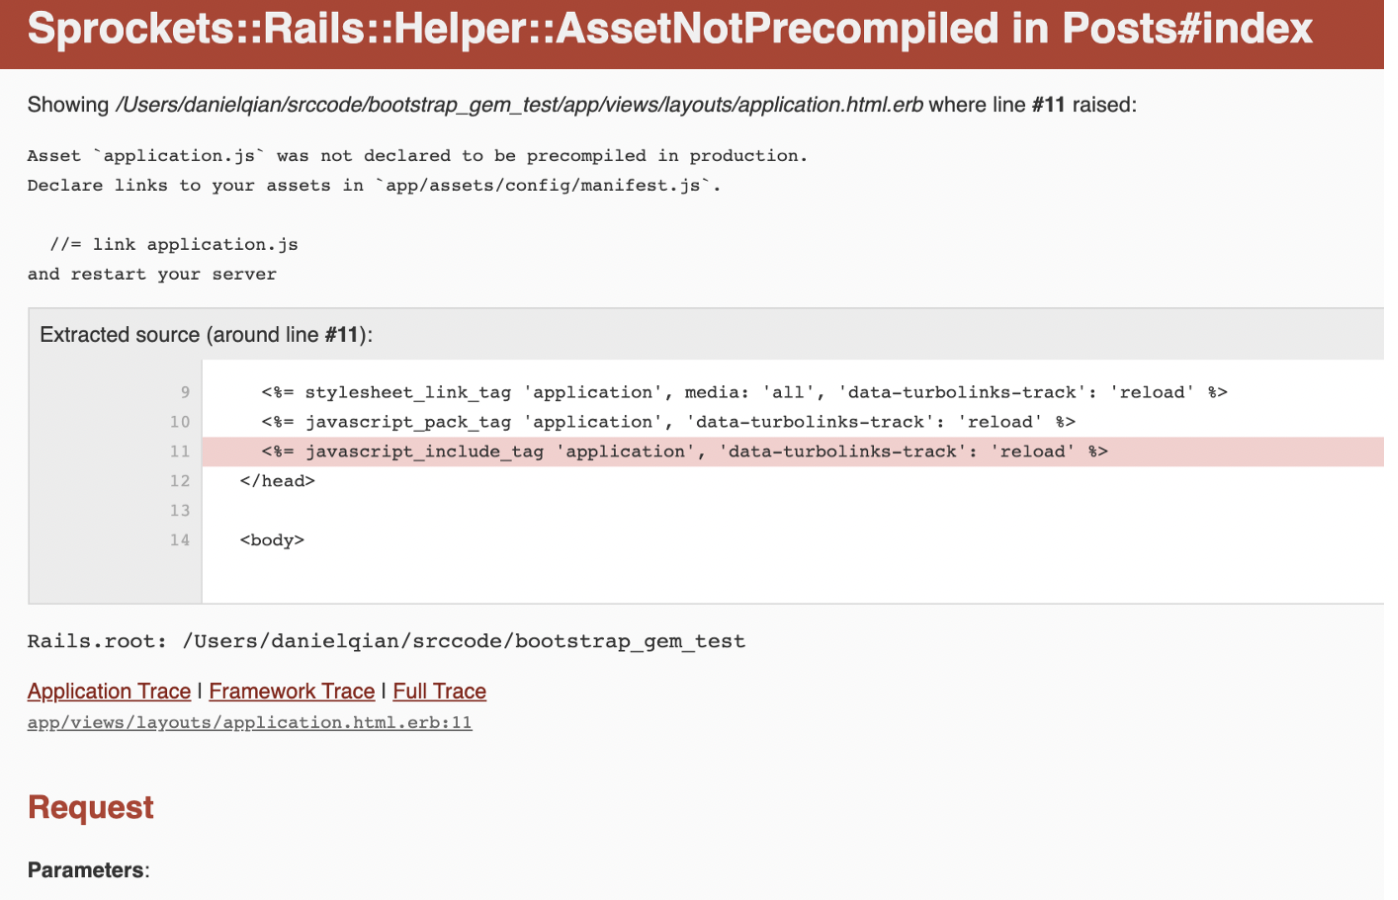 Sprockets::Rails::Helper::AssetNotPrecompiled in Posts#index
Showing /Users/danielqian/srccode/bootstrap_gem_test/app/views/layouts/application.html.erb where line #11 raised:
Asset `application.js` was not declared to be precompiled in production.
Declare links to your assets in `app/assets/config/manifest.js`.
//= link application.js
and restart your server
Extracted source (around line #11):
9 <%= stylesheet_link_tag 'application', media: 'all', 'data-turbolinks-track': 'reload' %>
10 <%= javascript_pack_tag 'application', 'data-turbolinks-track': 'reload' %>
11 <%= javascript_include_tag 'application', 'data-turbolinks-track': 'reload' %>
12 </head>
13
14 <body>
Rails.root: /Users/danielqian/srccode/bootstrap_gem_test
Application Trace | Framework Trace | Full Trace
app/views/layouts/application.html.erb:11
Request
Parameters: